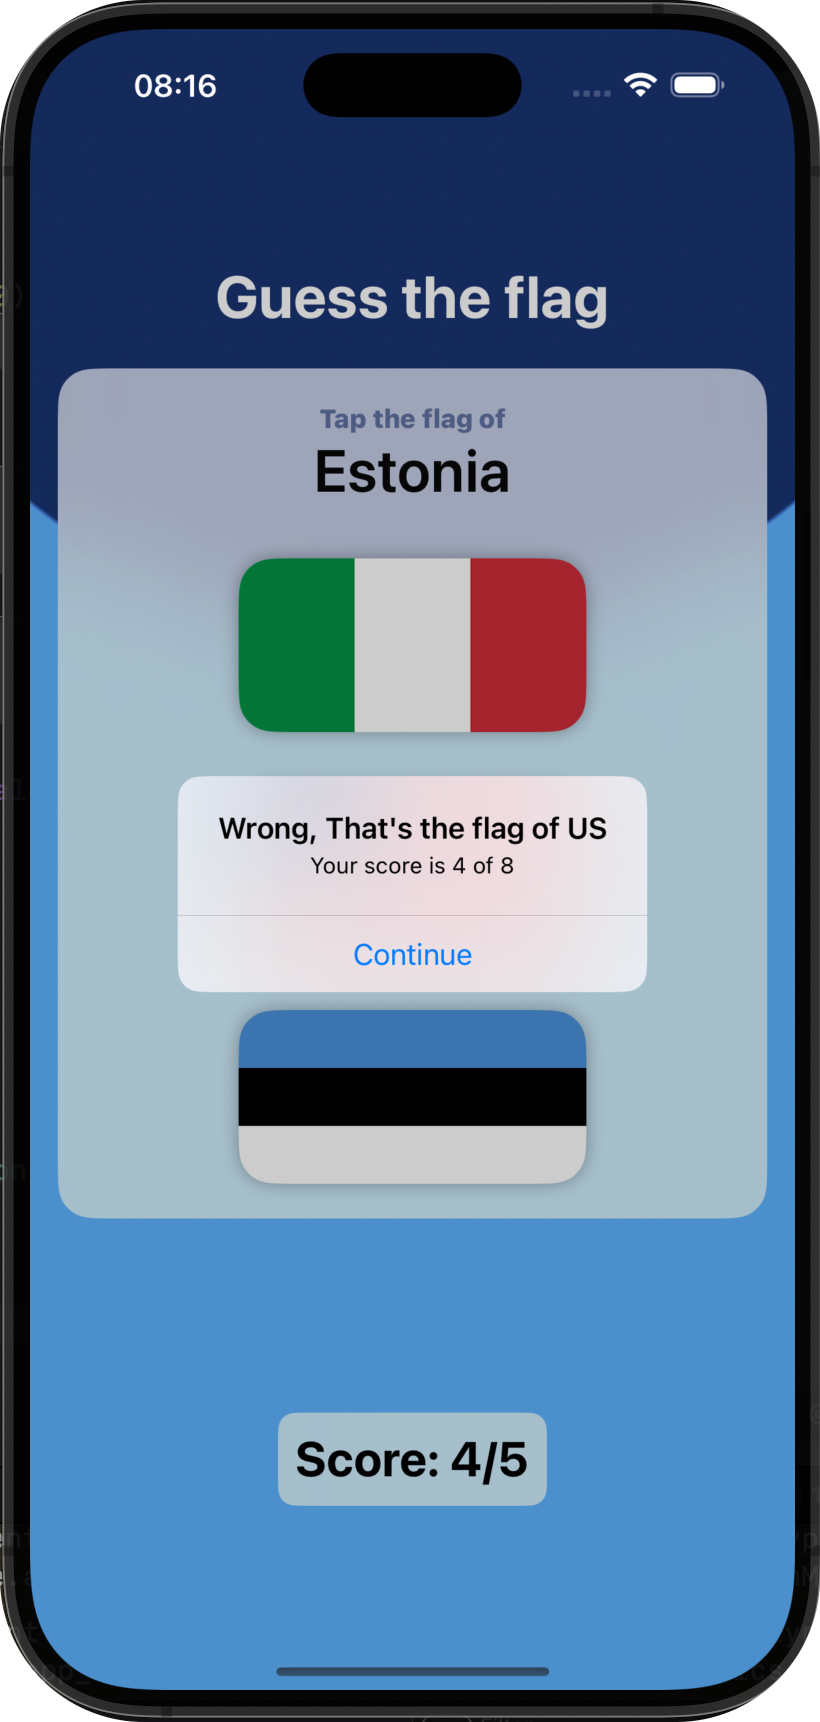 08:16
Guess the flag
Tap the flag of
Estonia
Wrong, That's the flag of US
Your score is 4 of 8
Continue
Score: 4/5